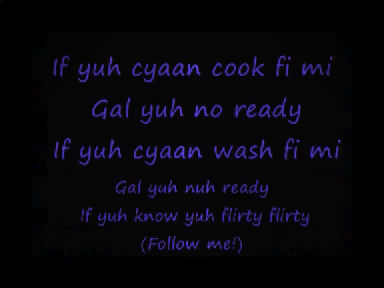 If yuh cyaan cook fi mi
Gal yuh no ready
If yuh cyaan wash fi mi
Gal yuh nuh ready
If yuh know yuh flirty flirty
(Follow me!)